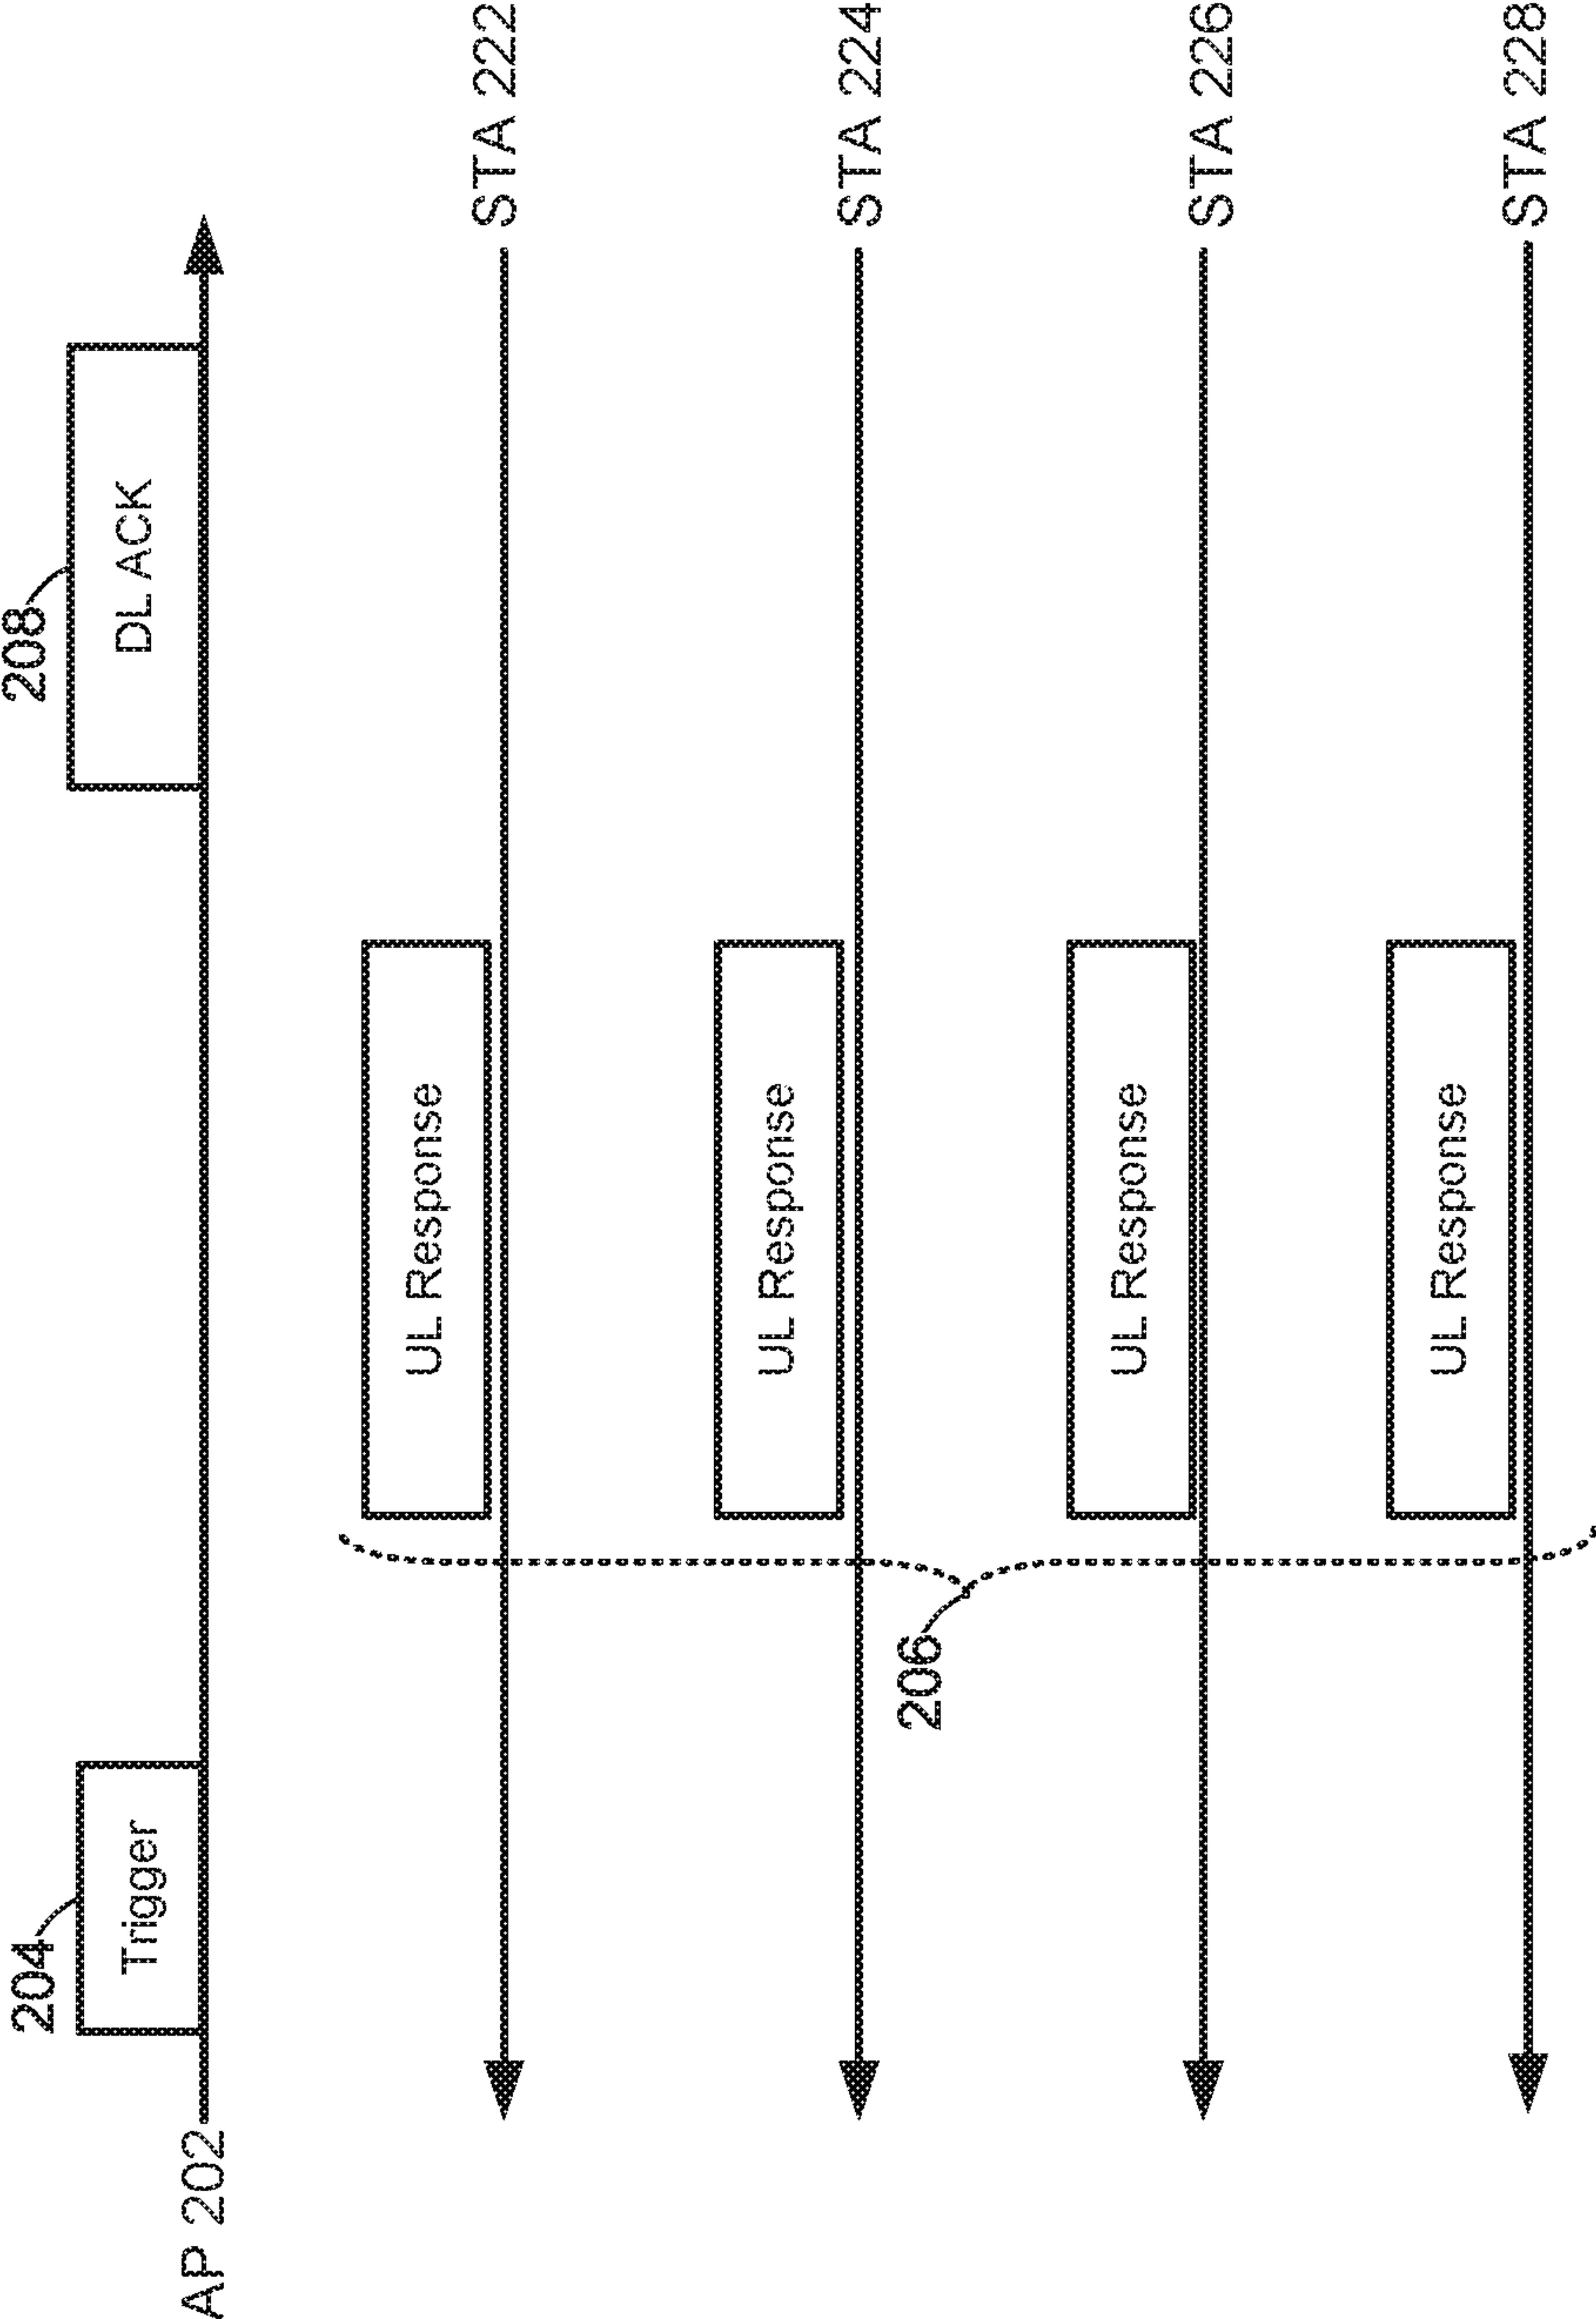 204
208
Trigger
DL ACK
AP 202
UL Response
STA 222
UL Response
STA 224
206
UL Response
STA 226
UL Response
STA 228